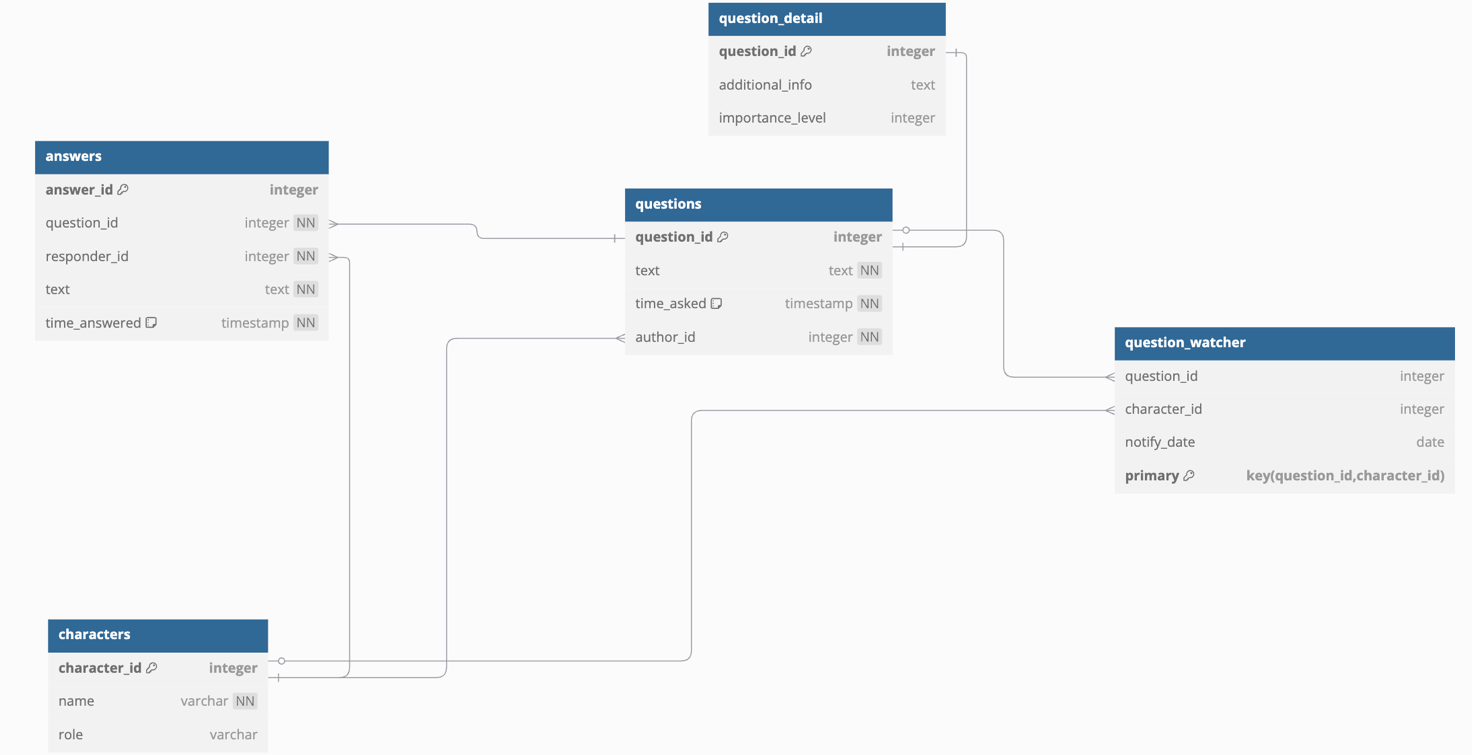 question_detail
question_id integer
additional_info text
importance_level integer
answers
answer_id integer
question_id integer NN
responder_id integer NN
text text NN
time_answered timestamp NN
questions
question_id integer
text text NN
time_asked timestamp NN
author_id integer NN
question_watcher
question_id integer
character_id integer
notify_date date
primary key(question_id,character_id)
characters
character_id integer
name varchar NN
role varchar